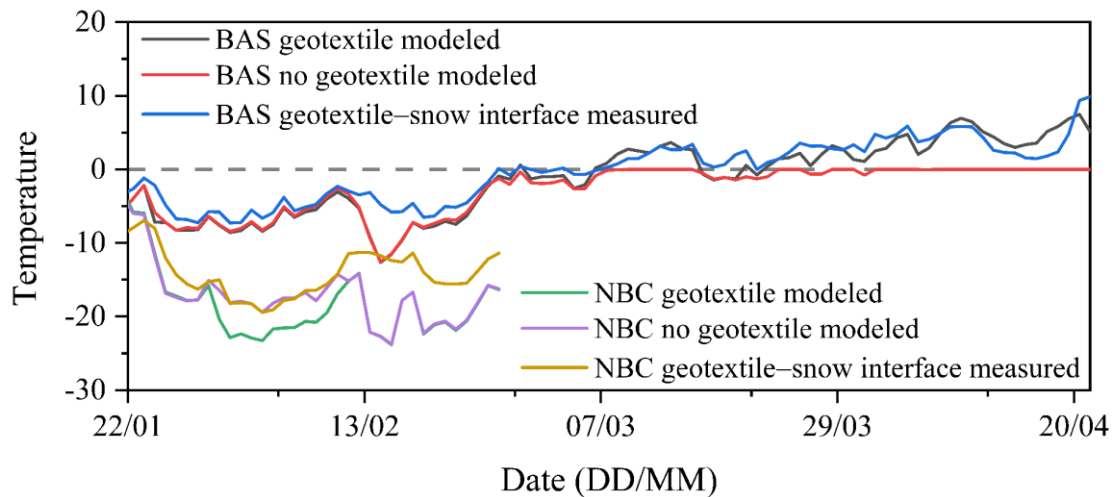 20
BAS geotextile modeled
BAS no geotextile modeled
10
BAS geotextile–snow interface measured
0
Temperature
-10
NBC geotextile modeled
-20
NBC no geotextile modeled
NBC geotextile–snow interface measured
-30
22/01 13/02 07/03 29/03 20/04
Date (DD/MM)